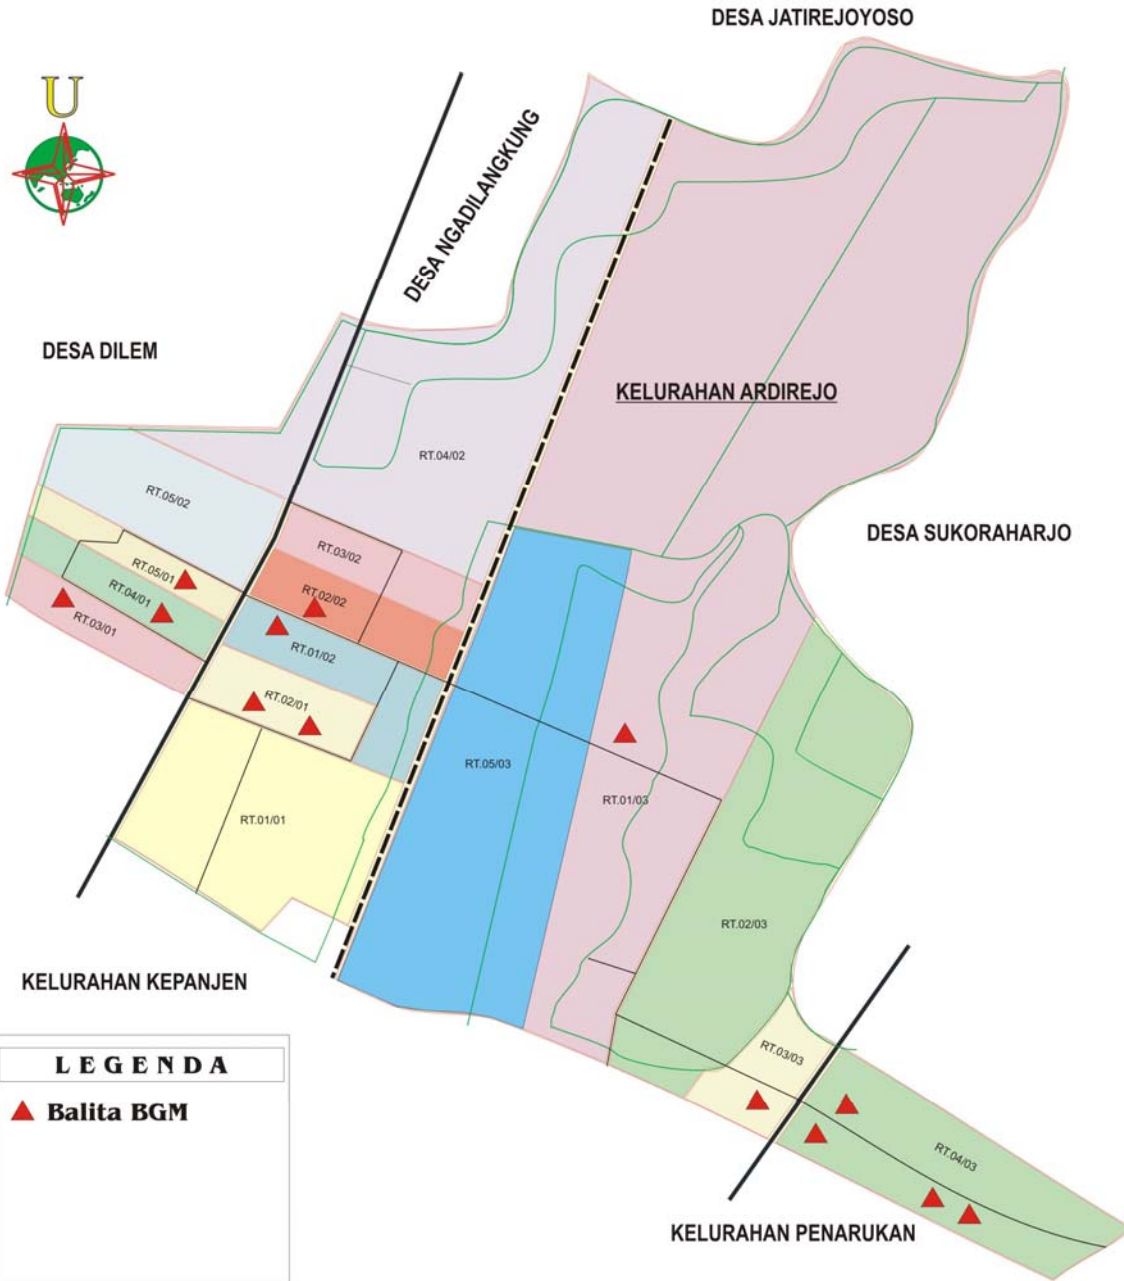 DESA JATIREJOYOSO
U
DESA NGADILANGKUNG
DESA DILEM
KELURAHAN ARDIREJO
RT.04/02
RT.05/02
DESA SUKORAHARJO
RT.03/02
RT.05/01
RT.02/02
RT.04/01
RT.03/01
RT.01/02
RT.02/01
RT.05/03
RT.01/03
RT.01/01
RT.02/03
KELURAHAN KEPANJEN
RT.03/03
LEGENDA
Balita BGM
RT.04/03
KELURAHAN PENARUKAN